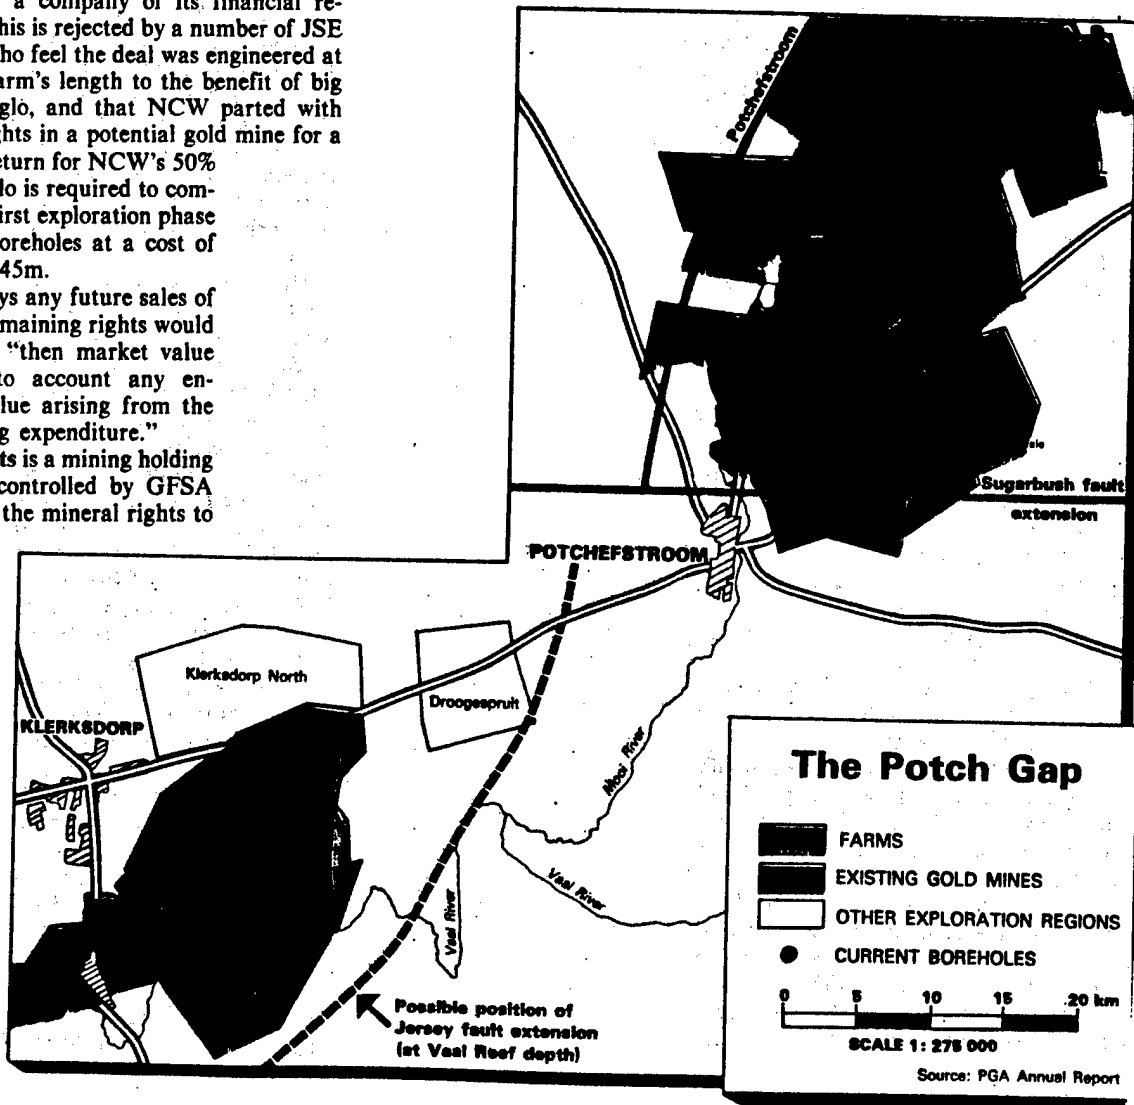 a company of its financial re-
his is rejected by a number of JSE
ho feel the deal was engineered at
arm's length to the benefit of big
glo, and that NCW parted with
ghts in a potential gold mine for a
eturn for NCW's 50%
lo is required to com-
irst exploration phase
oreholes at a cost of
45m.
ys any future sales of
maining rights would
"then market value
to account any en-
lue arising from the
g expenditure."
ts is a mining holding
controlled by GFSA
the mineral rights to
Potchefstroom
Sugarbush fault
extension
POTCHEFSTROOM
Klerksdorp North
Droogespruit
KLERKSDORP
Mooi River
Vaal River
Vaal River
Possible position of
Jersey fault extension
(at Vaal Reef depth)
The Potch Gap
FARMS
EXISTING GOLD MINES
OTHER EXPLORATION REGIONS
CURRENT BOREHOLES
0 5 10 15 20 km
SCALE 1: 275 000
Source: PGA Annual Report